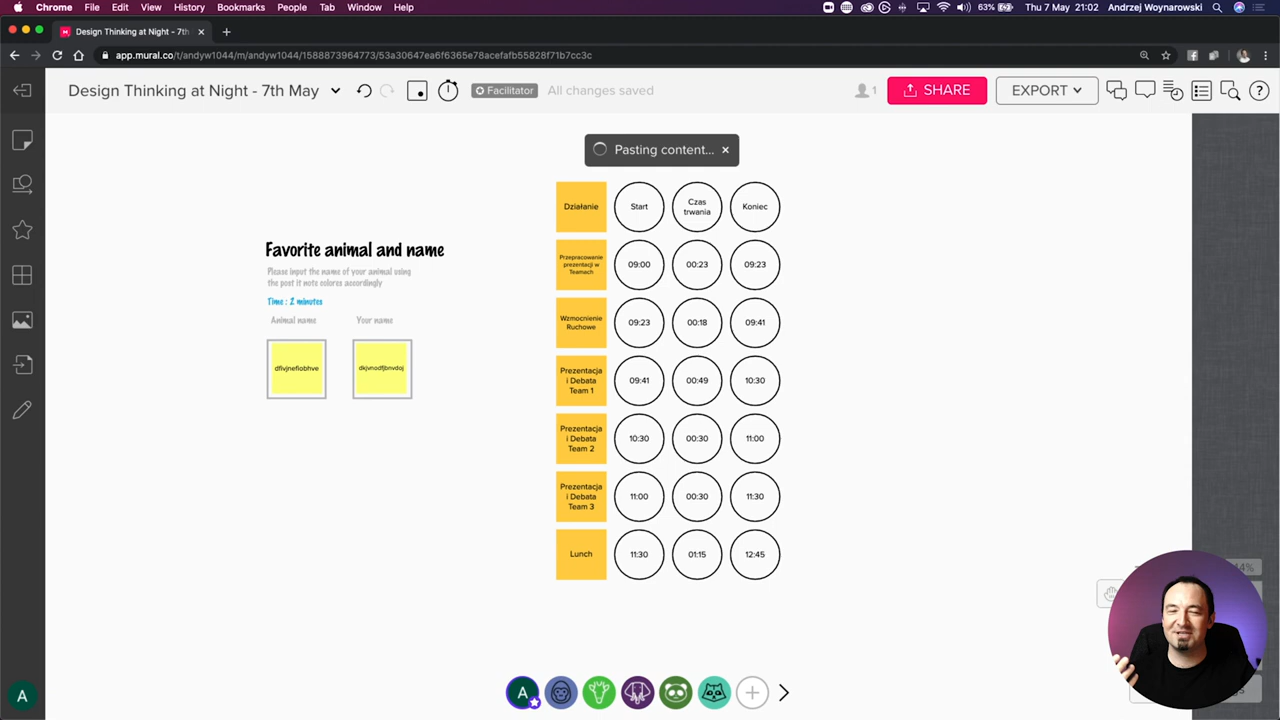 Chrome File Edit View History Bookmarks People Tab Window Help
63% Thu 7 May 21:02 Andrzej Woynarowski
Design Thinking at Night - 7th
app.mural.co/t/andyw1044/m/andyw1044/1588873964773/53a30647ea6f6365e78acefafb55828f71b7cc3c
Design Thinking at Night - 7th May
Facilitator
All changes saved
1
SHARE
EXPORT
?
Pasting content...
Działanie Start Czas trwania Koniec
Przepracowanie
prezentacji w
Teamach
09:00 00:23 09:23
Wzmocnienie
Ruchowe
09:23 00:18 09:41
Prezentacja
i Debata
Team 1
09:41 00:49 10:30
Prezentacja
i Debata
Team 2
10:30 00:30 11:00
Prezentacja
i Debata
Team 3
11:00 00:30 11:30
Lunch 11:30 01:15 12:45
Favorite animal and name
Please input the name of your animal using
the post it note colores accordingly
Time : 2 minutes
Animal name Your name
dfivjnefiobhve dkjvnodfjbnvdoj
A
A